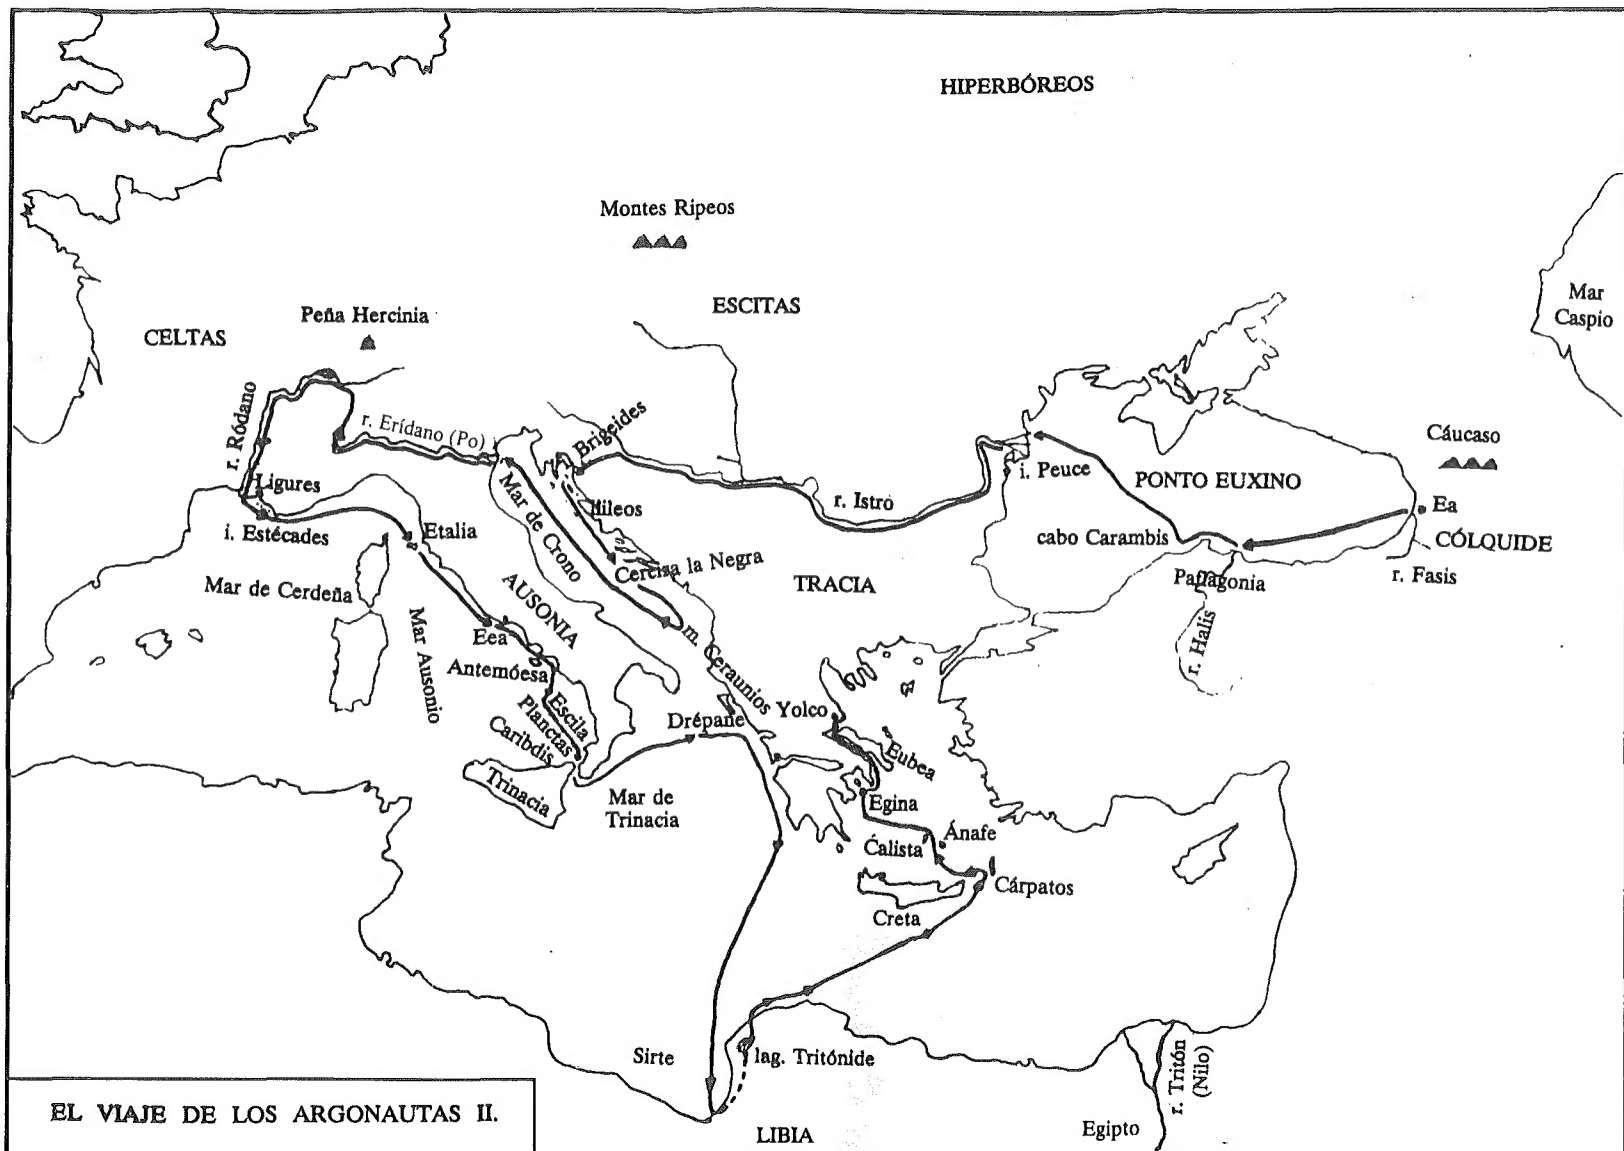 HIPERBÓREOS
Montes Ripeos
ESCITAS
Mar
Caspio
Peña Hercinia
CELTAS
r. Ródano
r. Erídano (Po)
Brigeides
Cáucaso
i. Peuce
PONTO EUXINO
Ligures
Mar de Crono
Hileos
r. Istro
Ea
i. Estécades
Etalia
cabo Carambis
CÓLQUIDE
Cercisa la Negra
TRACIA
Paflagonia
r. Fasis
Mar de Cerdeña
AUSONIA
Mar Ausonio
Eea
m. Ceraunios
r. Halis
Antemóesa
Escila
Planctas
Caribdis
Drépane
Yolco
Eubea
Trinacia
Mar de
Trinacia
Egina
Ánafe
Calista
Cárpatos
Creta
Sirte
lag. Tritónide
r. Tritón
(Nilo)
EL VIAJE DE LOS ARGONAUTAS II.
LIBIA
Egipto